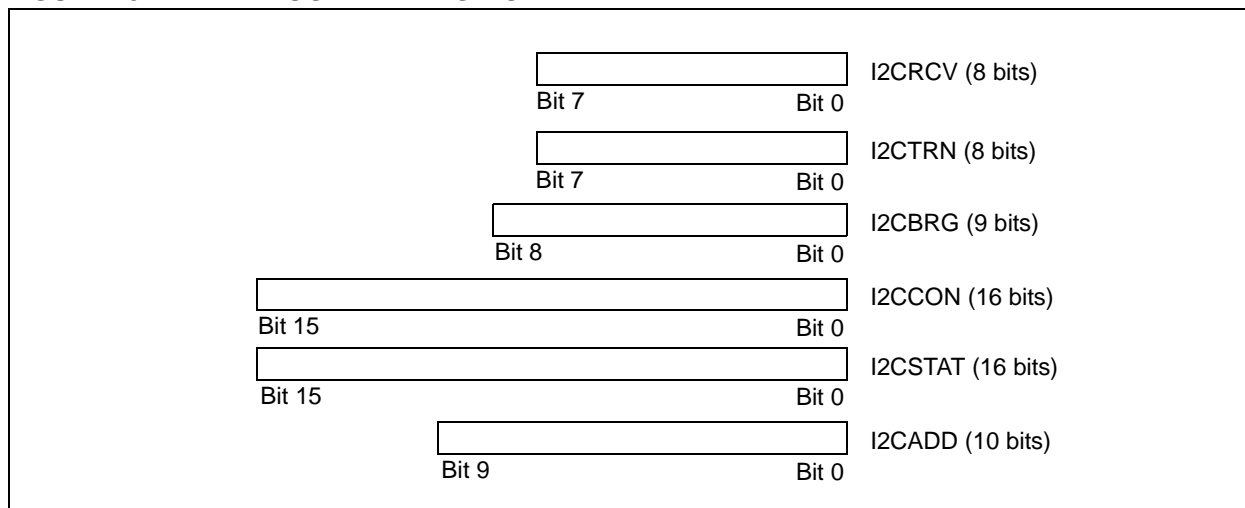 I2CRCV (8 bits)
Bit 7 Bit 0
I2CTRN (8 bits)
Bit 7 Bit 0
I2CBRG (9 bits)
Bit 8 Bit 0
I2CCON (16 bits)
Bit 15 Bit 0
I2CSTAT (16 bits)
Bit 15 Bit 0
I2CADD (10 bits)
Bit 9 Bit 0